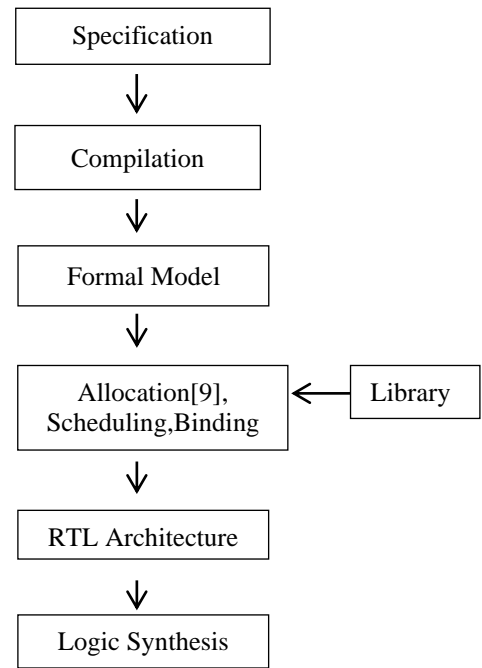 Specification
Compilation
Formal Model
Allocation[9],
Scheduling,Binding
Library
RTL Architecture
Logic Synthesis